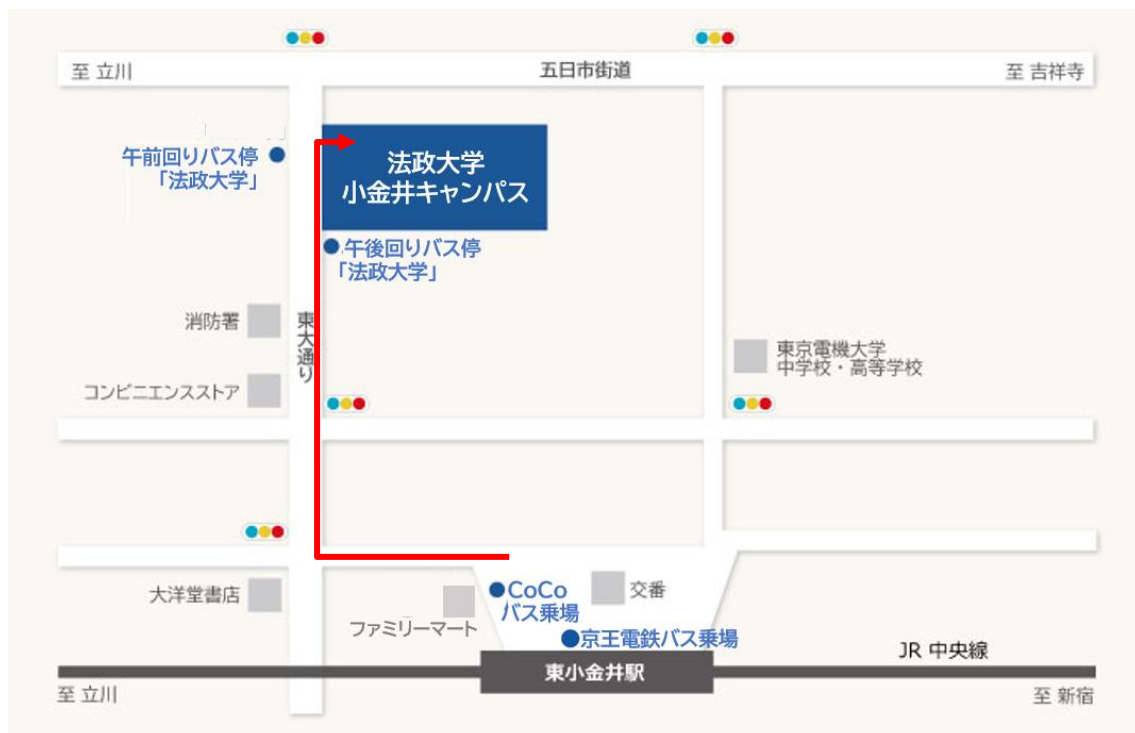 至 立川
五日市街道
至 吉祥寺
午前回りバス停
「法政大学」
法政大学
小金井キャンパス
午後回りバス停
「法政大学」
消防署
東大通り
コンビニエンスストア
東京電機大学
中学校・高等学校
大洋堂書店
ファミリーマート
CoCo
バス乗場
交番
京王電鉄バス乗場
JR 中央線
東小金井駅
至 立川
至 新宿